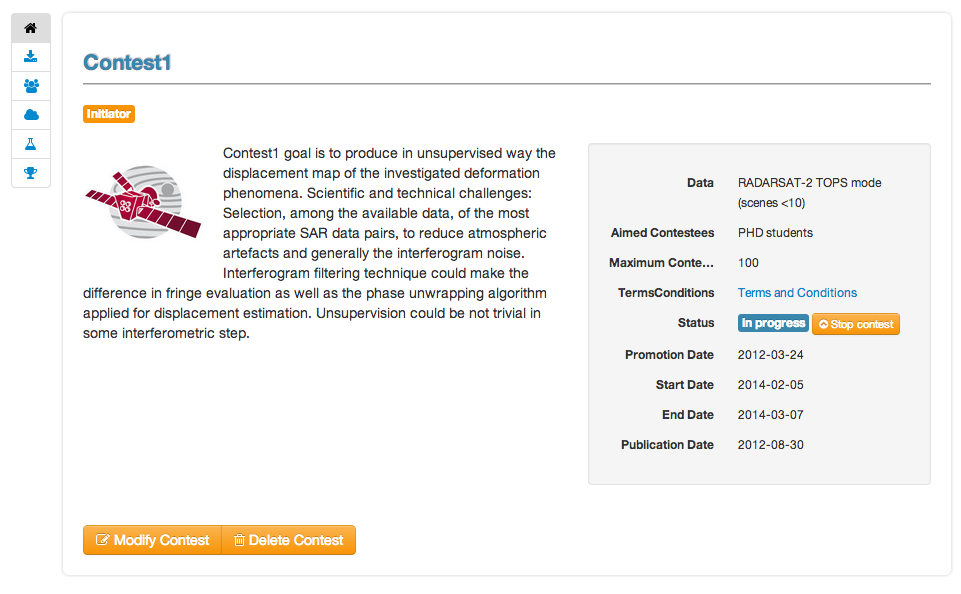 Contest1
Initiator
Contest1 goal is to produce in unsupervised way the
displacement map of the investigated deformation
phenomena. Scientific and technical challenges:
Selection, among the available data, of the most
appropriate SAR data pairs, to reduce atmospheric
artefacts and generally the interferogram noise.
Interferogram filtering technique could make the
difference in fringe evaluation as well as the phase unwrapping algorithm
applied for displacement estimation. Unsupervision could be not trivial in
some interferometric step.
Data RADARSAT-2 TOPS mode
(scenes <10)
Aimed Contestees PHD students
Maximum Conte... 100
TermsConditions Terms and Conditions
Status In progress Stop contest
Promotion Date 2012-03-24
Start Date 2014-02-05
End Date 2014-03-07
Publication Date 2012-08-30
Modify Contest Delete Contest